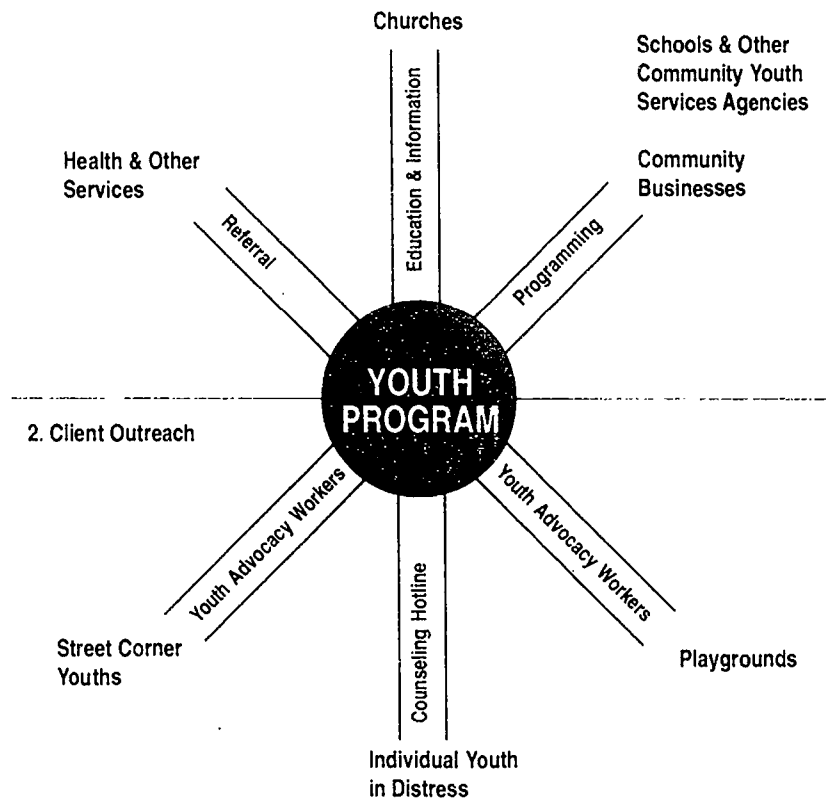 Churches
Schools & Other
Community Youth
Services Agencies
Health & Other
Services
Community
Businesses
Referral
Education & Information
Programming
YOUTH
PROGRAM
2. Client Outreach
Youth Advocacy Workers
Counseling Hotline
Youth Advocacy Workers
Street Corner
Youths
Playgrounds
Individual Youth
in Distress